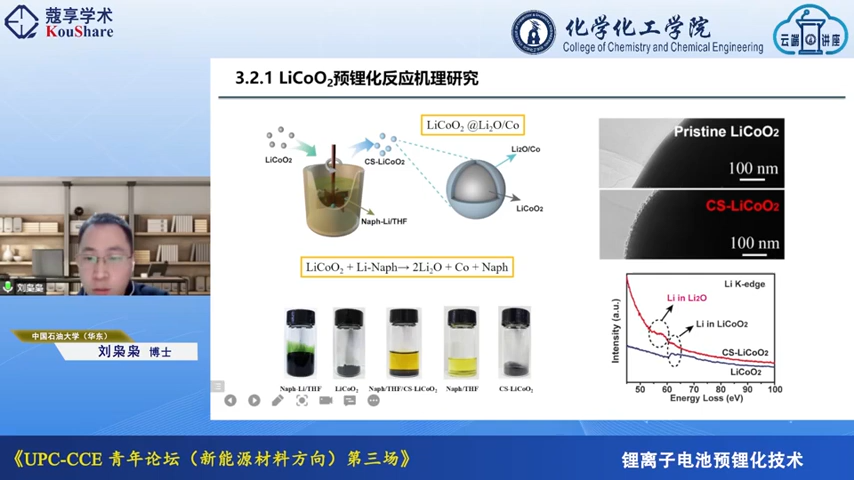 蔻享学术
KouShare
化学化工学院
College of Chemistry and Chemical Engineering
云端讲座
3.2.1 LiCoO₂预锂化反应机理研究
LiCoO₂
CS-LiCoO₂
Naph-Li/THF
LiCoO₂ @Li₂O/Co
Li₂O/Co
LiCoO₂
LiCoO₂ + Li-Naph→ 2Li₂O + Co + Naph
Naph-Li/THF
LiCoO₂
Naph/THF/CS-LiCoO₂
Naph/THF
CS-LiCoO₂
Pristine LiCoO₂
100 nm
CS-LiCoO₂
100 nm
Li K-edge
Li in Li₂O
Li in LiCoO₂
CS-LiCoO₂
LiCoO₂
Intensity (a.u.)
50 60 70 80 90 100
Energy Loss (eV)
刘枭枭
中国石油大学（华东）
刘枭枭 博士
《UPC-CCE 青年论坛（新能源材料方向）第三场》
锂离子电池预锂化技术